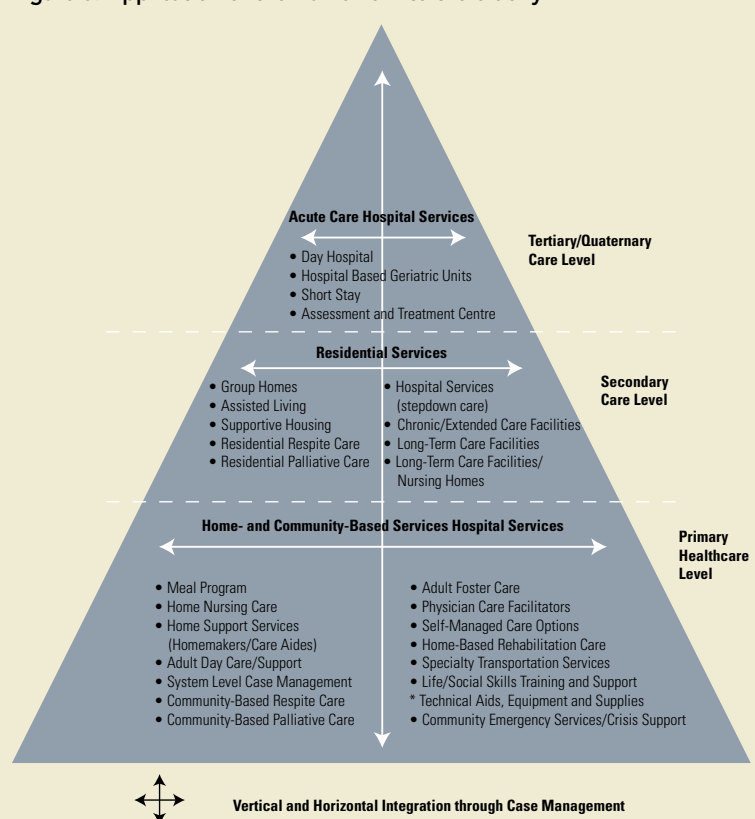 Acute Care Hospital Services
• Day Hospital
• Hospital Based Geriatric Units
• Short Stay
• Assessment and Treatment Centre
Tertiary/Quaternary
Care Level
Residential Services
• Group Homes
• Assisted Living
• Supportive Housing
• Residential Respite Care
• Residential Palliative Care
• Hospital Services
(stepdown care)
• Chronic/Extended Care Facilities
• Long-Term Care Facilities
• Long-Term Care Facilities/
Nursing Homes
Secondary
Care Level
Home- and Community-Based Services Hospital Services
• Meal Program
• Home Nursing Care
• Home Support Services
(Homemakers/Care Aides)
• Adult Day Care/Support
• System Level Case Management
• Community-Based Respite Care
• Community-Based Palliative Care
• Adult Foster Care
• Physician Care Facilitators
• Self-Managed Care Options
• Home-Based Rehabilitation Care
• Specialty Transportation Services
• Life/Social Skills Training and Support
* Technical Aids, Equipment and Supplies
• Community Emergency Services/Crisis Support
Primary
Healthcare
Level
Vertical and Horizontal Integration through Case Management